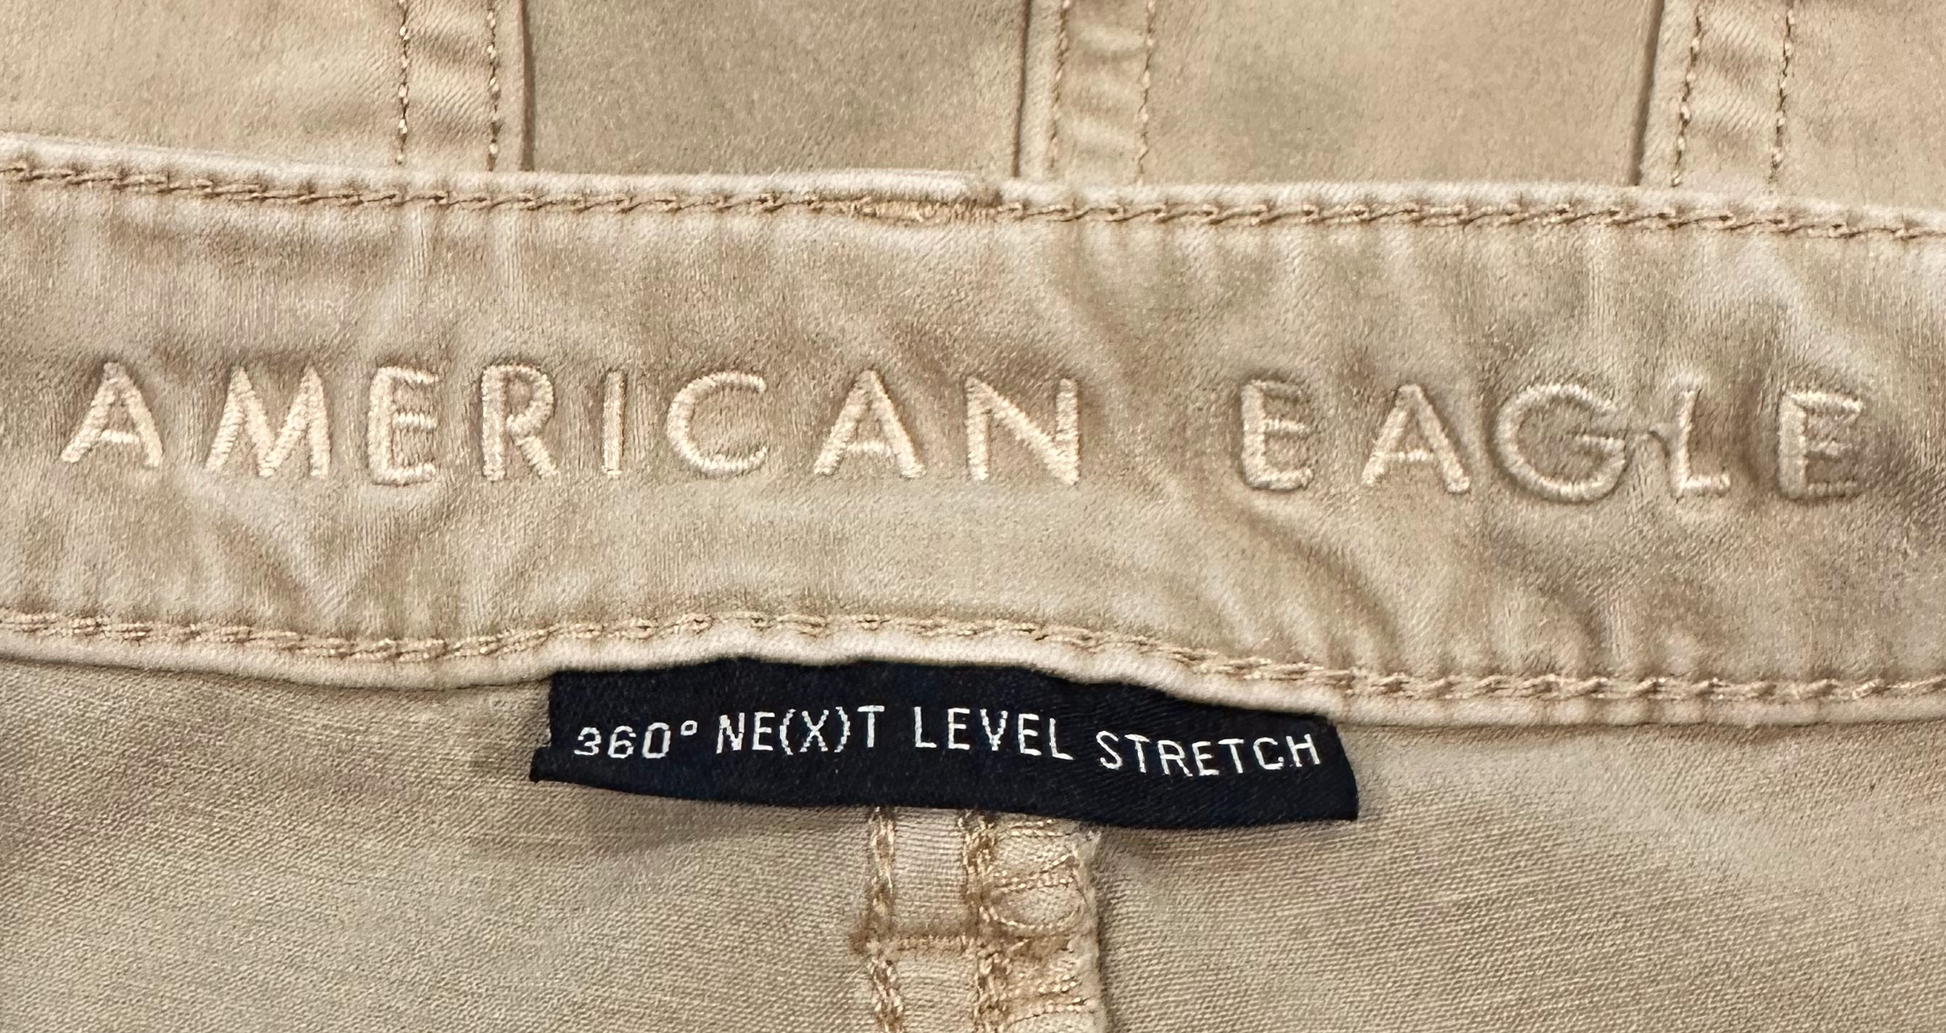 AMERICAN EAGLE
360° NE(X)T LEVEL STRETCH